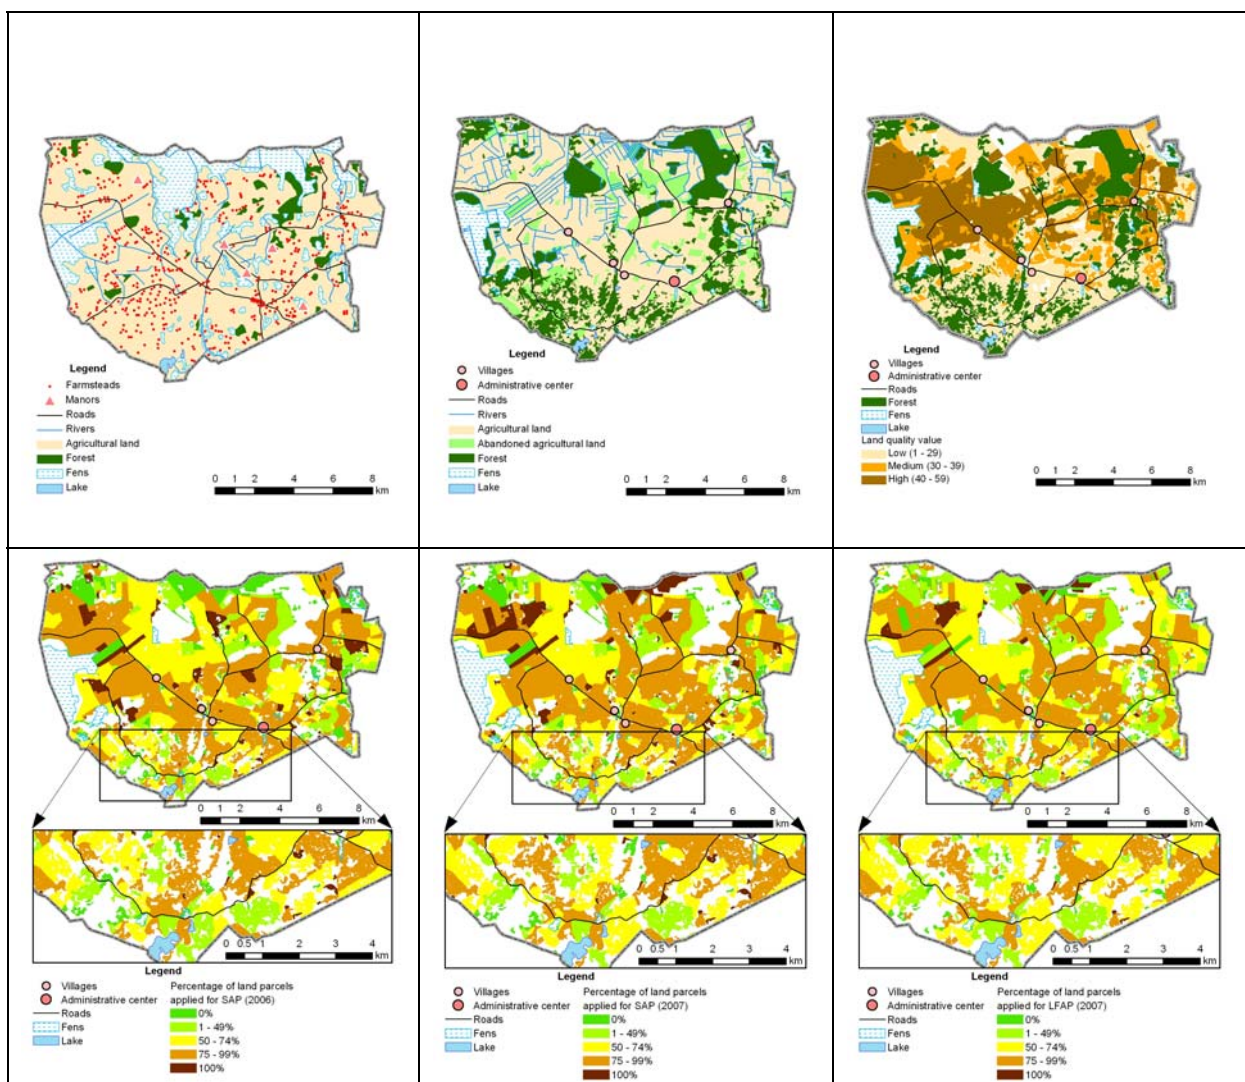 Legend
Farmsteads
Manors
Roads
Rivers
Agricultural land
Forest
Fens
Lake
0 1 2 4 6 8
km
Legend
Villages
Administrative center
Roads
Rivers
Agricultural land
Abandoned agricultural land
Forest
Fens
Lake
0 1 2 4 6 8
km
Legend
Villages
Administrative center
Roads
Forest
Fens
Lake
Land quality value
Low (1 - 29)
Medium (30 - 39)
High (40 - 59)
0 1 2 4 6 8
km
0 1 2 4 6 8
km
0 0.5 1 2 3 4
km
Legend
Villages
Administrative center
Roads
Fens
Lake
Percentage of land parcels
applied for SAP (2006)
0%
1 - 49%
50 - 74%
75 - 99%
100%
0 1 2 4 6 8
km
0 0.5 1 2 3 4
km
Legend
Villages
Administrative center
Roads
Fens
Lake
Percentage of land parcels
applied for SAP (2007)
0%
1 - 49%
50 - 74%
75 - 99%
100%
0 1 2 4 6 8
km
0 0.5 1 2 3 4
km
Legend
Villages
Administrative center
Roads
Fens
Lake
Percentage of land parcels
applied for LFAP (2007)
0%
1 - 49%
50 - 74%
75 - 99%
100%